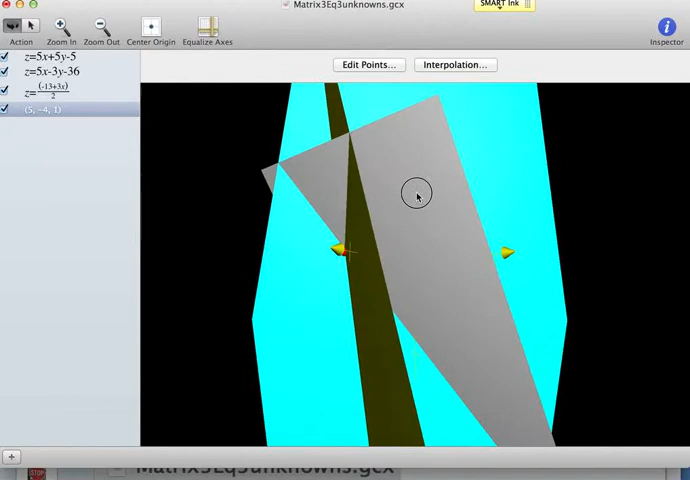 Matrix3Eq3unknowns.gcx
SMART Ink
Action
Zoom In
Zoom Out
Center Origin
Equalize Axes
Inspector
Edit Points...
Interpolation...
z=5x+5y-5
z=5x-3y-36
z=(-13+3x)/2
(5, -4, 1)
STOP
Matrix3Eq3unknowns.gcx